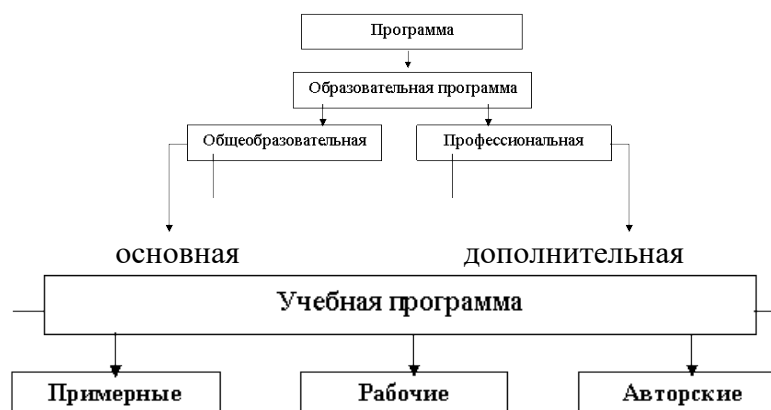 Программа
Образовательная программа
Общеобразовательная Профессиональная
основная дополнительная
Учебная программа
Примерные Рабочие Авторские